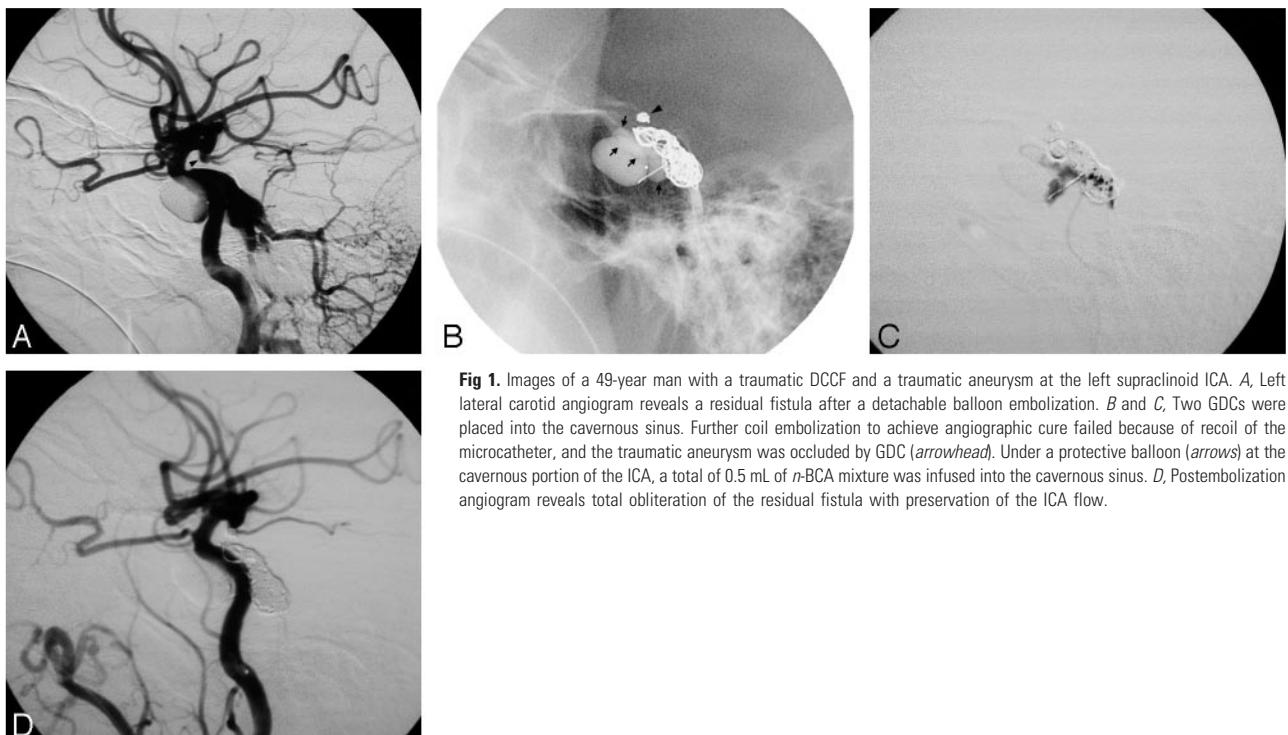 A
B
C
Fig 1. Images of a 49-year man with a traumatic DCCF and a traumatic aneurysm at the left supraclinoid ICA. A, Left
lateral carotid angiogram reveals a residual fistula after a detachable balloon embolization. B and C, Two GDCs were
placed into the cavernous sinus. Further coil embolization to achieve angiographic cure failed because of recoil of the
microcatheter, and the traumatic aneurysm was occluded by GDC (arrowhead). Under a protective balloon (arrows) at the
cavernous portion of the ICA, a total of 0.5 mL of n-BCA mixture was infused into the cavernous sinus. D, Postembolization
angiogram reveals total obliteration of the residual fistula with preservation of the ICA flow.
D